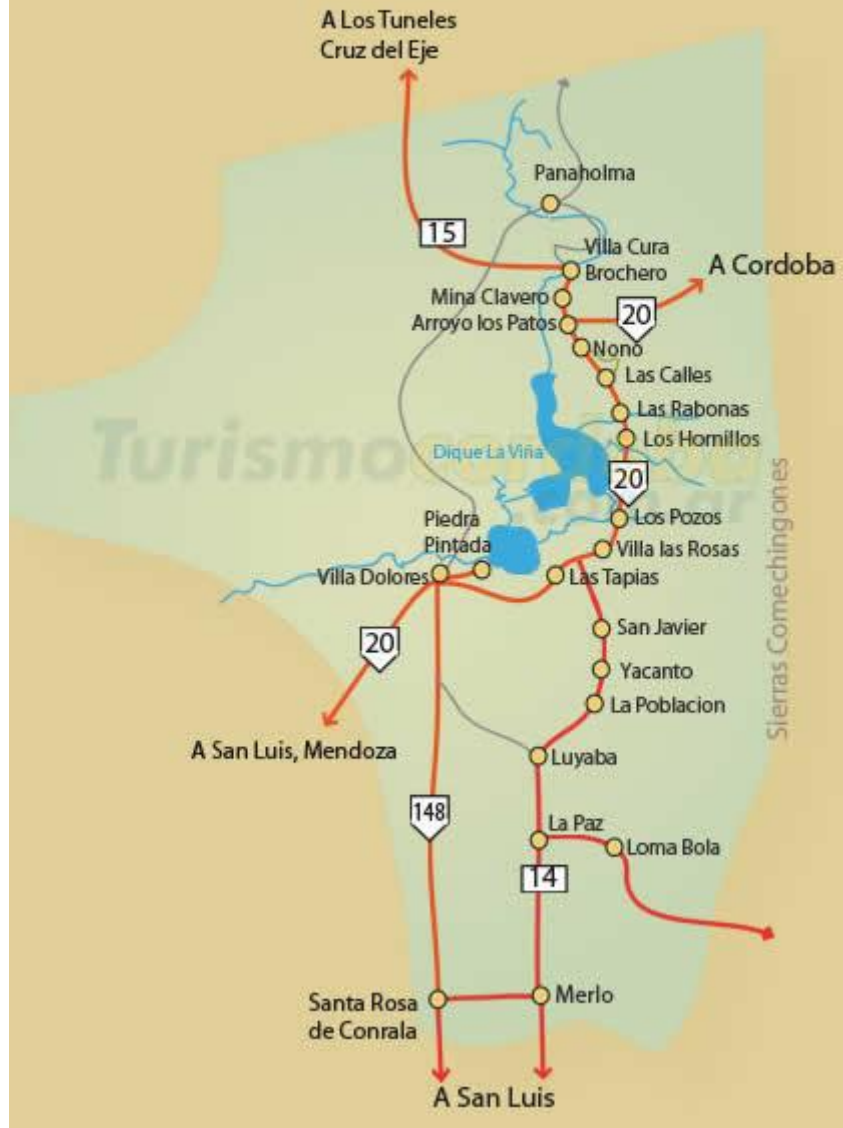 A Los Tuneles
Cruz del Eje
Panaholma
15
Villa Cura
Brochero
A Cordoba
Mina Clavero
20
Arroyo los Patos
Nono
Las Calles
Las Rabonas
Los Hornillos
Turismo
Dique La Viña
20
.com.ar
Los Pozos
Piedra
Pintada
Villa las Rosas
Villa Dolores
Las Tapias
Sierras Comechingones
San Javier
20
Yacanto
La Poblacion
A San Luis, Mendoza
Luyaba
148
La Paz
Loma Bola
14
Santa Rosa
de Conrala
Merlo
A San Luis